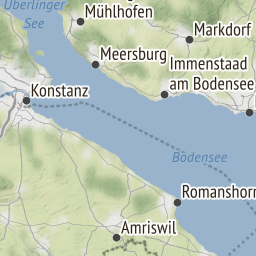 Überlinger
See
Mühlhofen
Markdorf
Meersburg
Immenstaad
am Bodensee
Konstanz
Bodensee
Romanshorn
Amriswil